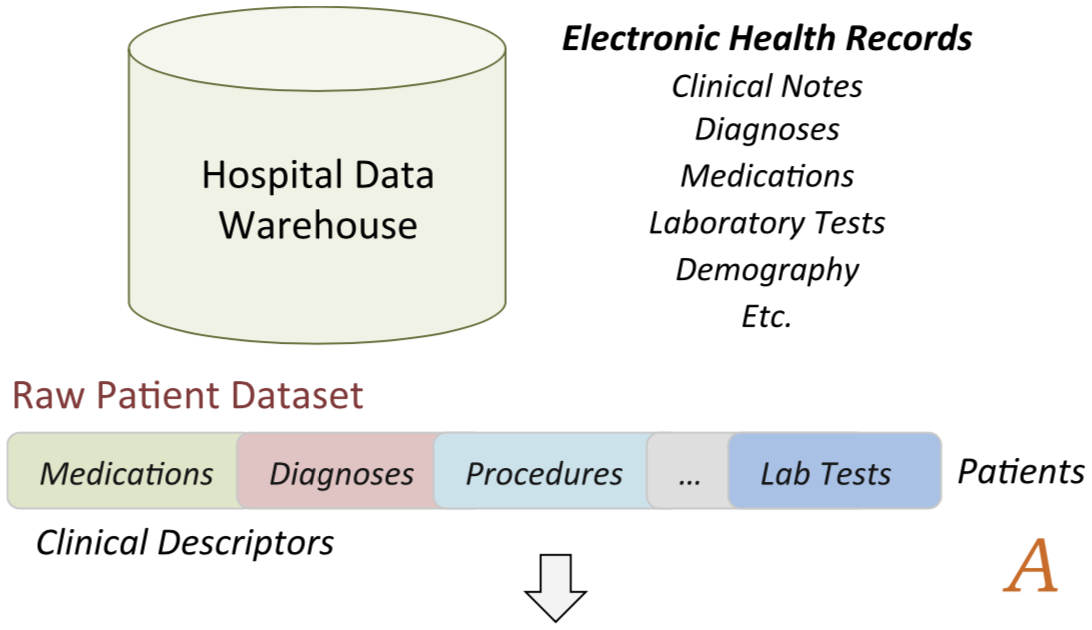 Electronic Health Records
Clinical Notes
Diagnoses
Medications
Laboratory Tests
Demography
Etc.
Hospital Data
Warehouse
Raw Patient Dataset
Medications Diagnoses Procedures ... Lab Tests Patients
Clinical Descriptors
A